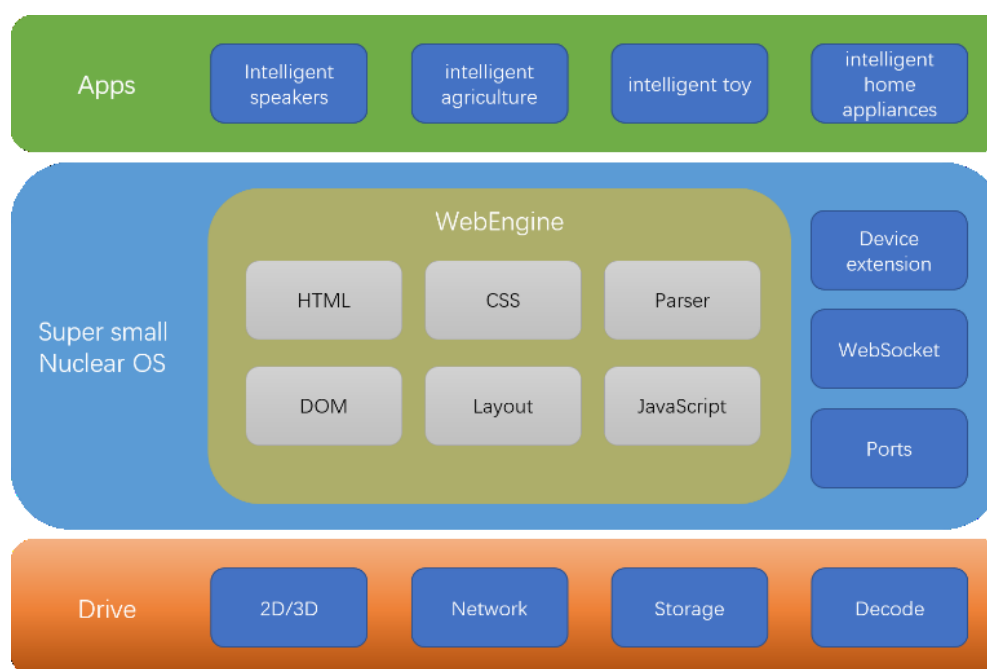 Apps
Intelligent
speakers
intelligent
agriculture
intelligent toy
intelligent
home
appliances
Super small
Nuclear OS
WebEngine
HTML
CSS
Parser
DOM
Layout
JavaScript
Device
extension
WebSocket
Ports
Drive
2D/3D
Network
Storage
Decode